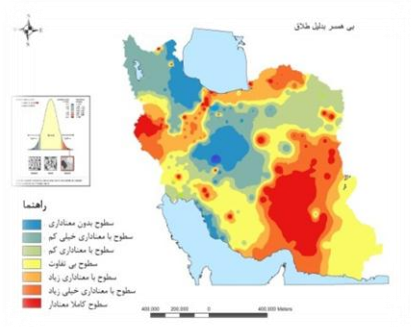 بی همسر بدلیل طلاق
راهنما
سطوح بدون معناداری
سطوح با معناداری خیلی کم
سطوح با معناداری کم
سطوح بی تفاوت
سطوح با معناداری زیاد
سطوح با معناداری خیلی زیاد
سطوح کاملا معنادار
400,000 200,000 0 400,000 Meters